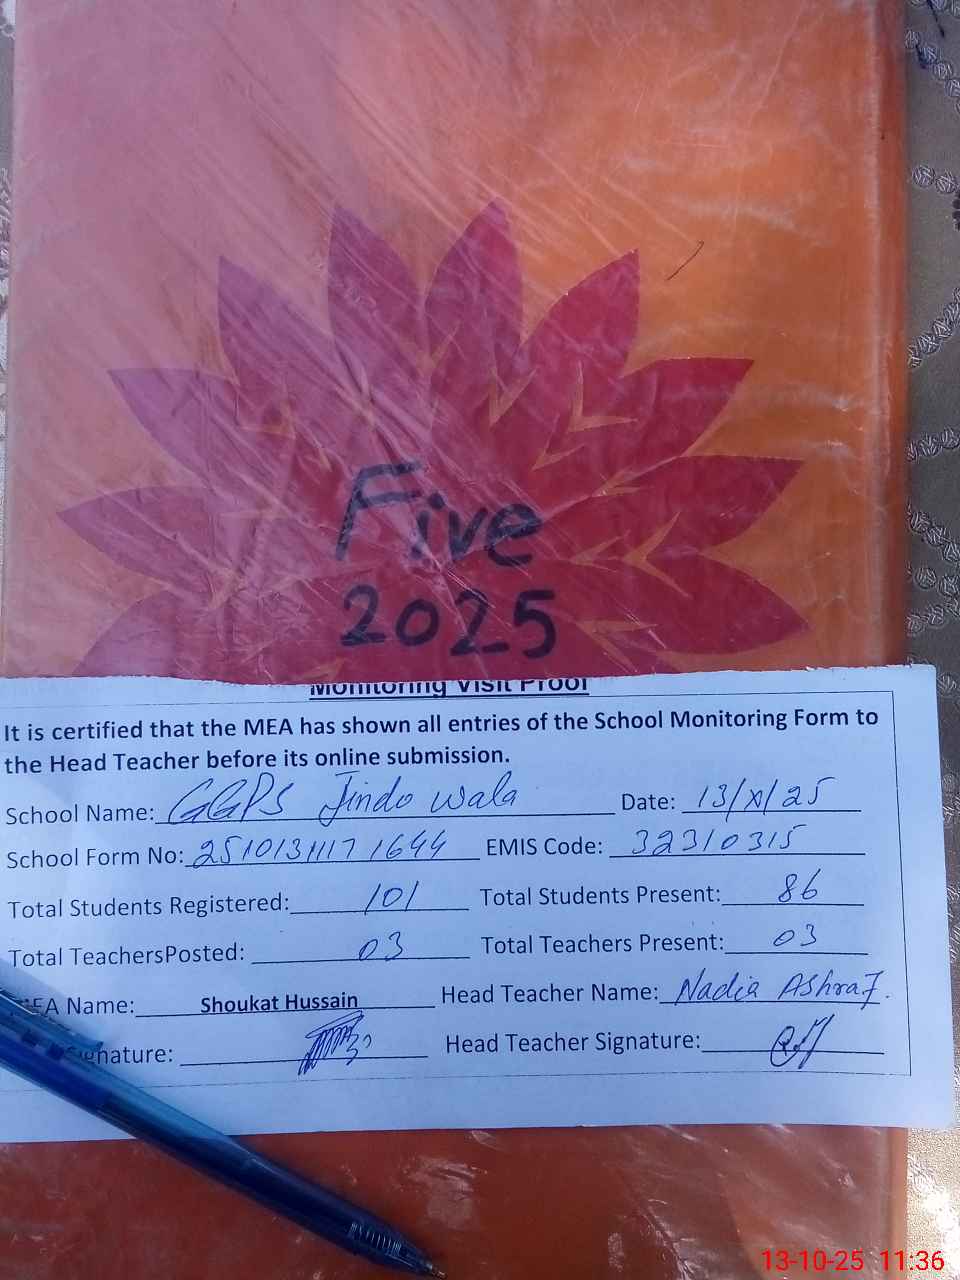 Five
2025
Monitoring Visit Proof
It is certified that the MEA has shown all entries of the School Monitoring Form to
the Head Teacher before its online submission.
School Name: GGPS Jindo wala Date: 13/X/25
School Form No: 2510131117 1644 EMIS Code: 32310315
Total Students Registered: 101 Total Students Present: 86
Total TeachersPosted: 03 Total Teachers Present: 03
MEA Name: Shoukat Hussain Head Teacher Name: Nadia Ashraf.
Signature: Head Teacher Signature:
13-10-25 11:36